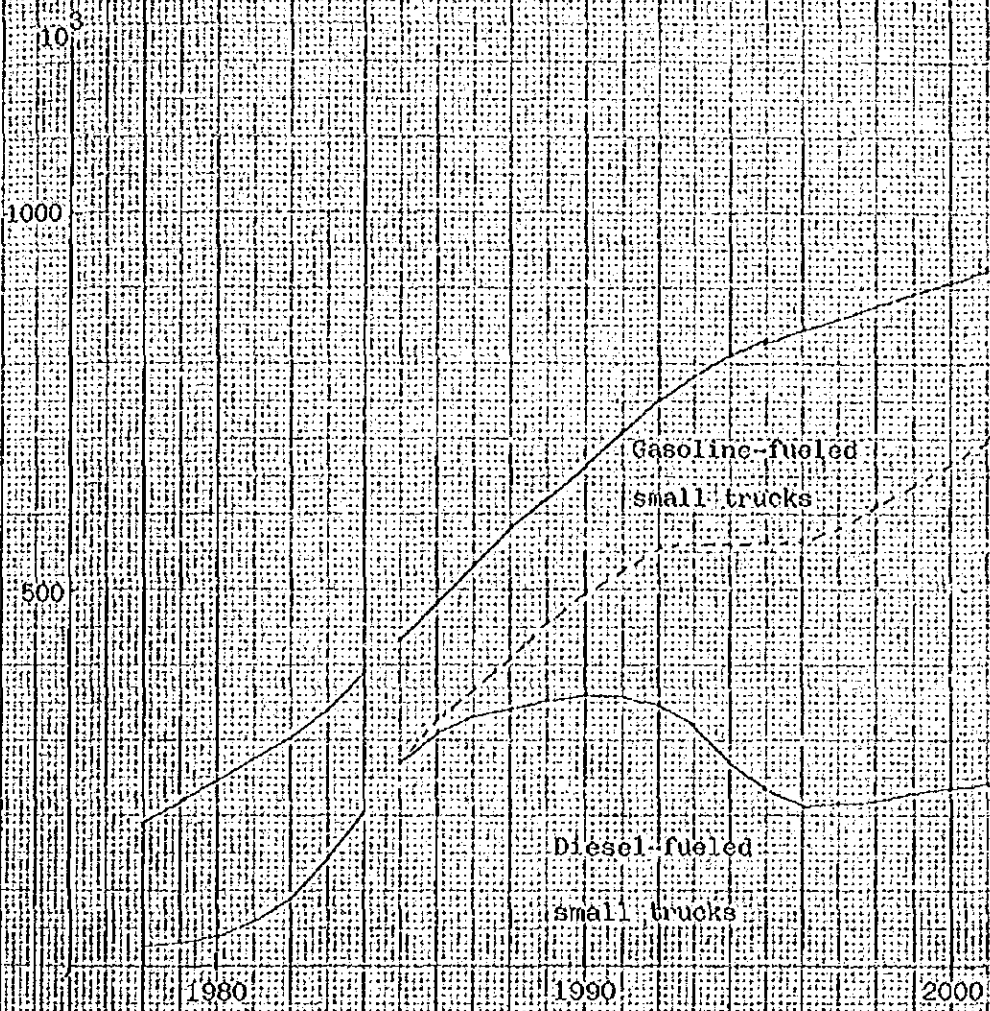 10³
1000
Gasoline-fueled
small trucks
500
Diesel-fueled
small trucks
1980 1990 2000